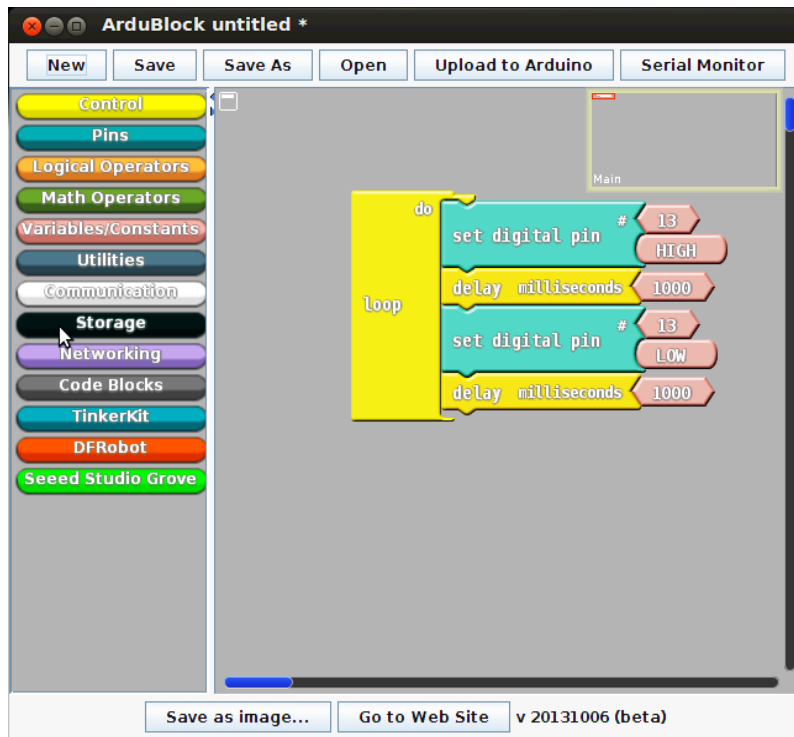 ArduBlock untitled *
New Save Save As Open Upload to Arduino Serial Monitor
Control
Pins
Logical Operators
Math Operators
Variables/Constants
Utilities
Communication
Storage
Networking
Code Blocks
TinkerKit
DFRobot
Seeed Studio Grove
Main
loop
do
set digital pin # 13
HIGH
delay milliseconds 1000
set digital pin # 13
LOW
delay milliseconds 1000
Save as image... Go to Web Site v 20131006 (beta)